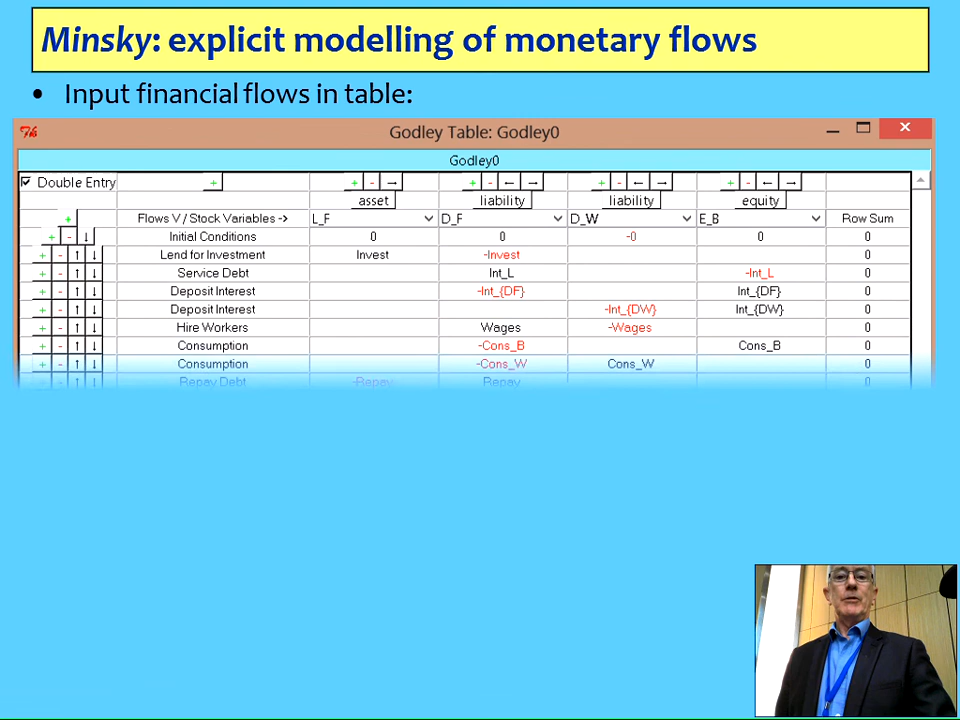 Minsky: explicit modelling of monetary flows
• Input financial flows in table:
Godley Table: Godley0
Godley0
Double Entry + + - → + - ← → + - ← → + - ← →
asset liability liability equity
+ Flows V / Stock Variables -> L_F D_F D_W E_B Row Sum
+ - ↓ Initial Conditions 0 0 -0 0 0
+ - ↑ ↓ Lend for Investment Invest -Invest 0
+ - ↑ ↓ Service Debt Int_L -Int_L 0
+ - ↑ ↓ Deposit Interest -Int_{DF} Int_{DF} 0
+ - ↑ ↓ Deposit Interest -Int_{DW} Int_{DW} 0
+ - ↑ ↓ Hire Workers Wages -Wages 0
+ - ↑ ↓ Consumption -Cons_B Cons_B 0
+ - ↑ ↓ Consumption -Cons_W Cons_W 0
+ - ↑ ↓ Repay Debt -Repay Repay 0